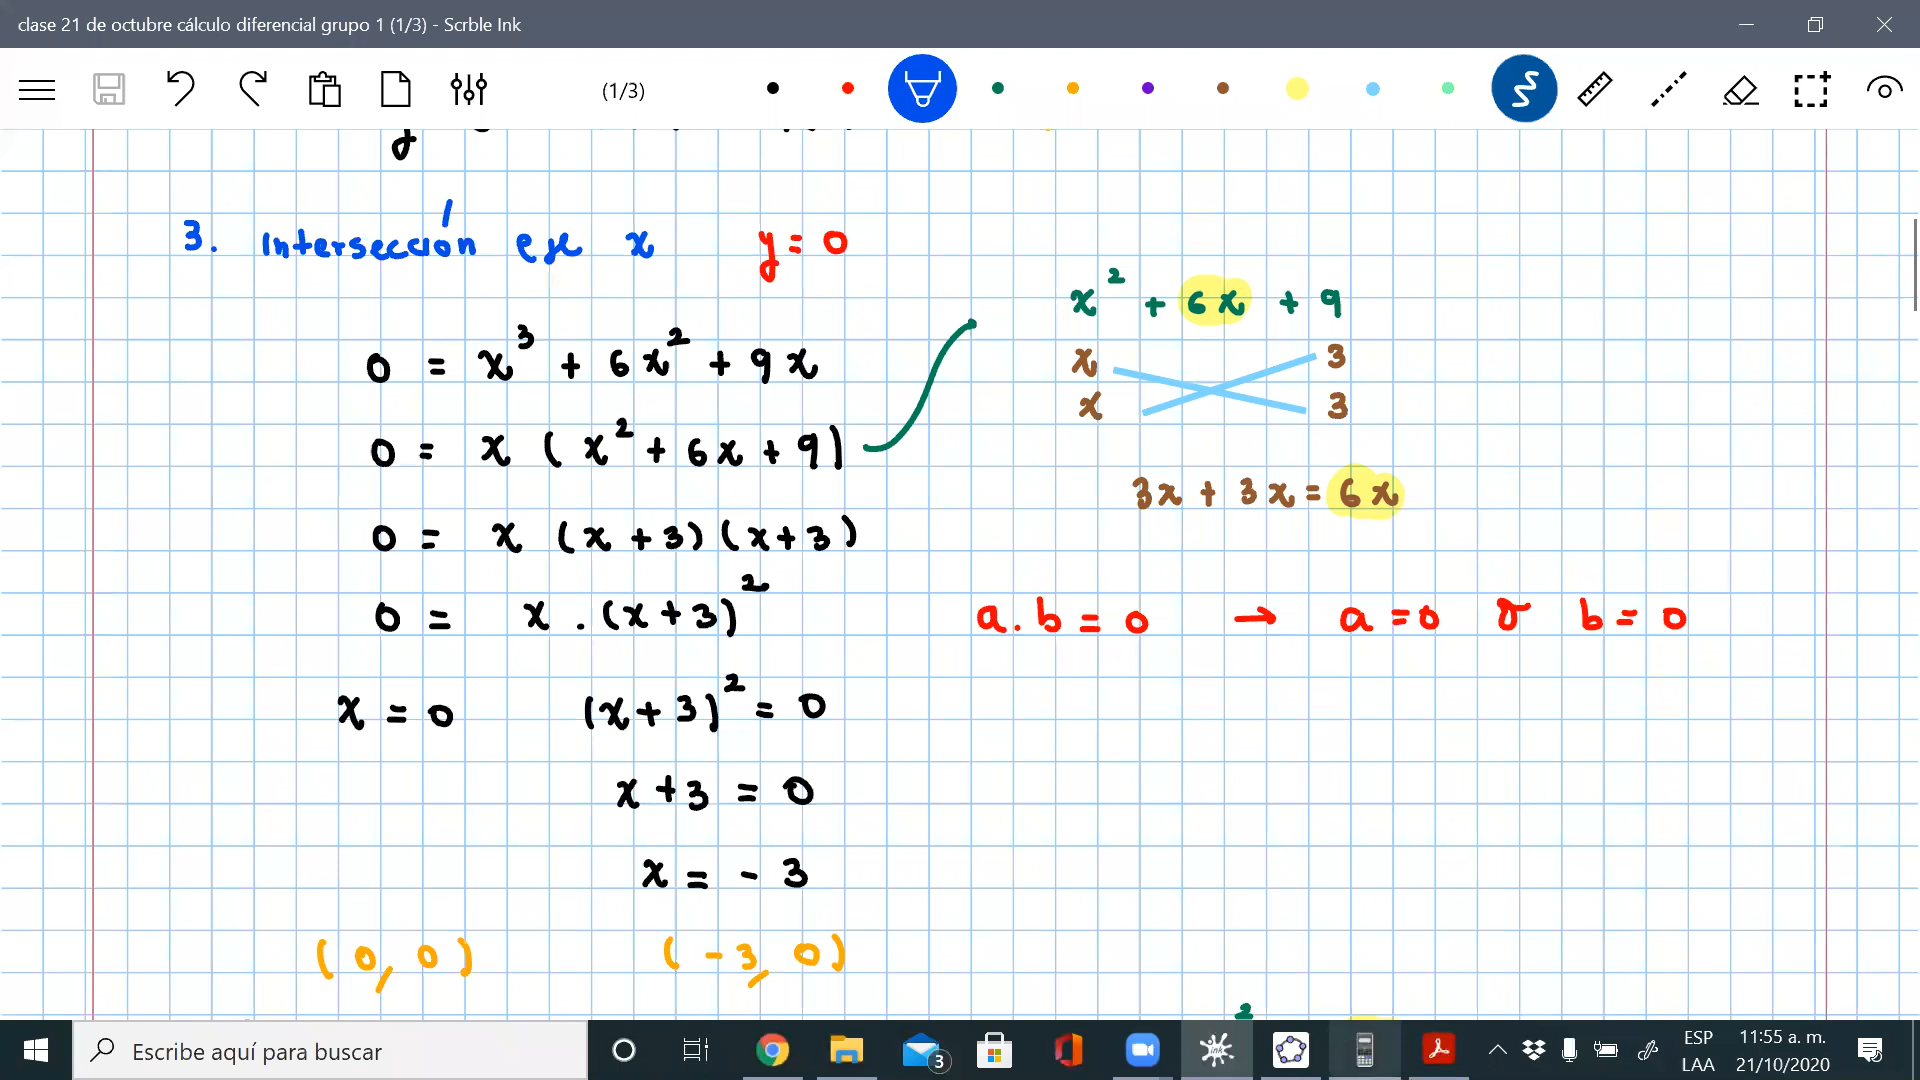 clase 21 de octubre cálculo diferencial grupo 1 (1/3) - Scrble Ink
(1/3)
3. Intersección eje x y = 0
0 = x³ + 6x² + 9x
0 = x (x² + 6x + 9)
0 = x (x + 3)(x + 3)
0 = x . (x + 3)²
x = 0 (x + 3)² = 0
x + 3 = 0
x = - 3
(0, 0) (- 3, 0)
x² + 6x + 9
x 3
x 3
3x + 3x = 6x
a . b = 0 → a = 0 ó b = 0
2
Escribe aquí para buscar
3
ESP
LAA
11:55 a. m.
21/10/2020